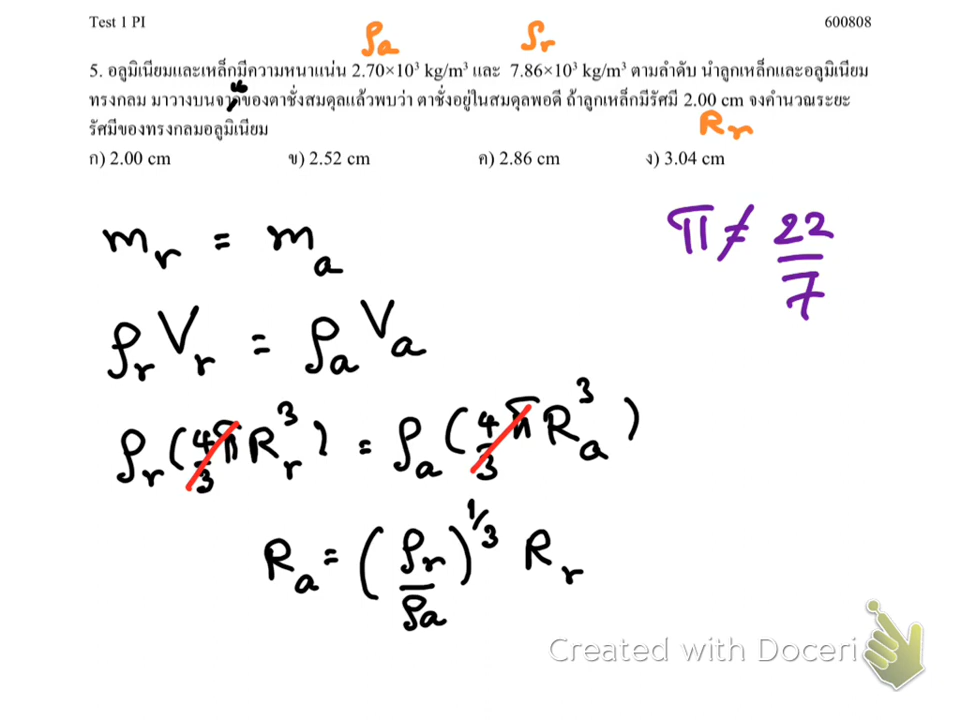 Test 1 PI 600808
ρa ρr
5. อลูมิเนียมและเหล็กมีความหนาแน่น 2.70×10³ kg/m³ และ 7.86×10³ kg/m³ ตามลำดับ นำลูกเหล็กและอลูมิเนียม
ทรงกลม มาวางบนจานของตาชั่งสมดุลแล้วพบว่า ตาชั่งอยู่ในสมดุลพอดี ถ้าลูกเหล็กมีรัศมี 2.00 cm จงคำนวณระยะ
รัศมีของทรงกลมอลูมิเนียม
Rr
ก) 2.00 cm ข) 2.52 cm ค) 2.86 cm ง) 3.04 cm
mr = ma
π ≠ 22/7
ρr Vr = ρa Va
ρr (4/3 π Rr³) = ρa (4/3 π Ra³)
Ra = (ρr/ρa)^1/3 Rr
Created with Doceri